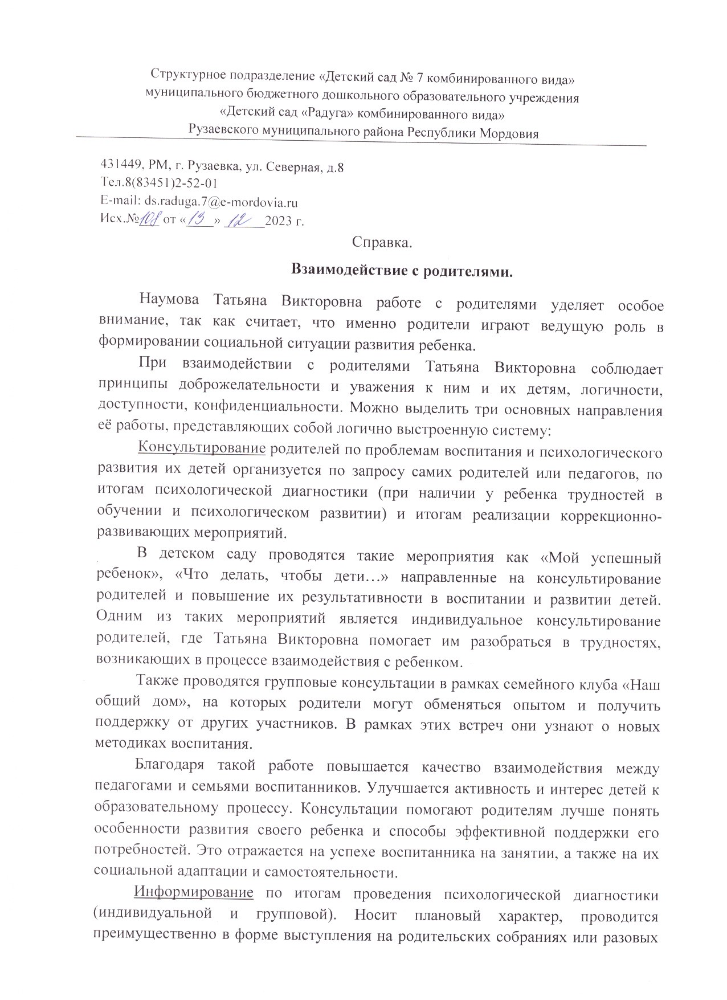 Структурное подразделение «Детский сад № 7 комбинированного вида»
муниципального бюджетного дошкольного образовательного учреждения
«Детский сад «Радуга» комбинированного вида»
Рузаевского муниципального района Республики Мордовия
431449, РМ, г. Рузаевка, ул. Северная, д.8
Тел.8(83451)2-52-01
E-mail: ds.raduga.7@e-mordovia.ru
Исх.№108 от «13» 12 2023 г.
Справка.
Взаимодействие с родителями.
Наумова Татьяна Викторовна работе с родителями уделяет особое
внимание, так как считает, что именно родители играют ведущую роль в
формировании социальной ситуации развития ребенка.
При взаимодействии с родителями Татьяна Викторовна соблюдает
принципы доброжелательности и уважения к ним и их детям, логичности,
доступности, конфиденциальности. Можно выделить три основных направления
её работы, представляющих собой логично выстроенную систему:
Консультирование родителей по проблемам воспитания и психологического
развития их детей организуется по запросу самих родителей или педагогов, по
итогам психологической диагностики (при наличии у ребенка трудностей в
обучении и психологическом развитии) и итогам реализации коррекционно-
развивающих мероприятий.
В детском саду проводятся такие мероприятия как «Мой успешный
ребенок», «Что делать, чтобы дети…» направленные на консультирование
родителей и повышение их результативности в воспитании и развитии детей.
Одним из таких мероприятий является индивидуальное консультирование
родителей, где Татьяна Викторовна помогает им разобраться в трудностях,
возникающих в процессе взаимодействия с ребенком.
Также проводятся групповые консультации в рамках семейного клуба «Наш
общий дом», на которых родители могут обменяться опытом и получить
поддержку от других участников. В рамках этих встреч они узнают о новых
методиках воспитания.
Благодаря такой работе повышается качество взаимодействия между
педагогами и семьями воспитанников. Улучшается активность и интерес детей к
образовательному процессу. Консультации помогают родителям лучше понять
особенности развития своего ребенка и способы эффективной поддержки его
потребностей. Это отражается на успехе воспитанника на занятии, а также на их
социальной адаптации и самостоятельности.
Информирование по итогам проведения психологической диагностики
(индивидуальной и групповой). Носит плановый характер, проводится
преимущественно в форме выступления на родительских собраниях или разовых